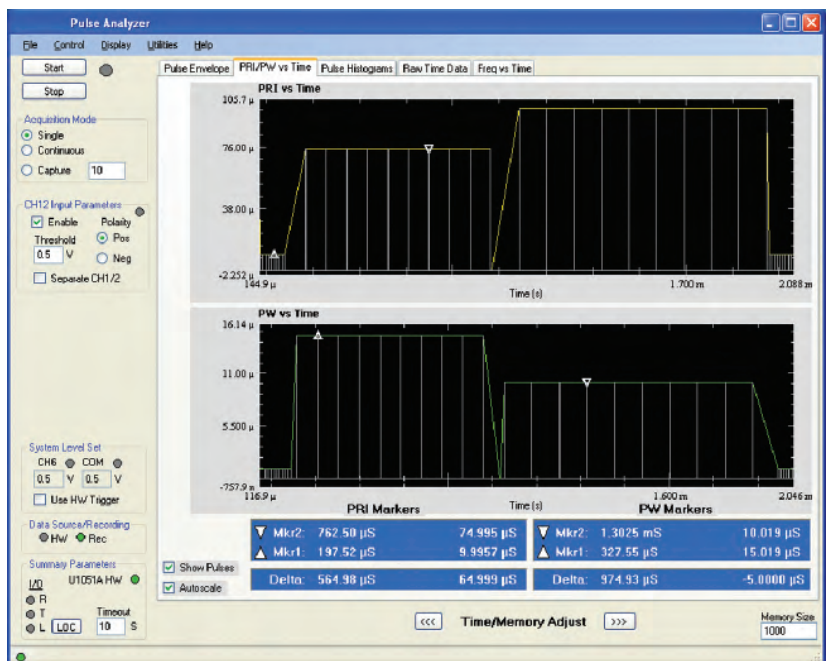 Pulse Analyzer
File Control Display Utilities Help
Start
Stop
Acquisition Mode
Single
Continuous
Capture 10
CH12 Input Parameters
Enable Polarity
Threshold Pos
0.5 V Neg
Separate CH1/2
System Level Set
CH6 COM
0.5 V 0.5 V
Use HW Trigger
Data Source/Recording
HW Rec
Summary Parameters
I/O U1051A HW
R
T Timeout
L LOC 10 S
Pulse Envelope PRI/PW vs Time Pulse Histograms Raw Time Data Freq vs Time
PRI vs Time
105.7 µ
76.00 µ
38.00 µ
-2.252 µ
144.9 µ 1.700 m 2.088 m
Time (s)
PW vs Time
16.14 µ
11.00 µ
5.500 µ
-757.9 n
116.9 µ 1.600 m 2.046 m
PRI Markers Time (s) PW Markers
Mkr2: 762.50 µS 74.995 µS Mkr2: 1.3025 mS 10.019 µS
Mkr1: 197.52 µS 9.9957 µS Mkr1: 327.55 µS 15.019 µS
Delta: 564.98 µS 64.999 µS Delta: 974.93 µS -5.0000 µS
Show Pulses
Autoscale
<<< Time/Memory Adjust >>>
Memory Size
1000